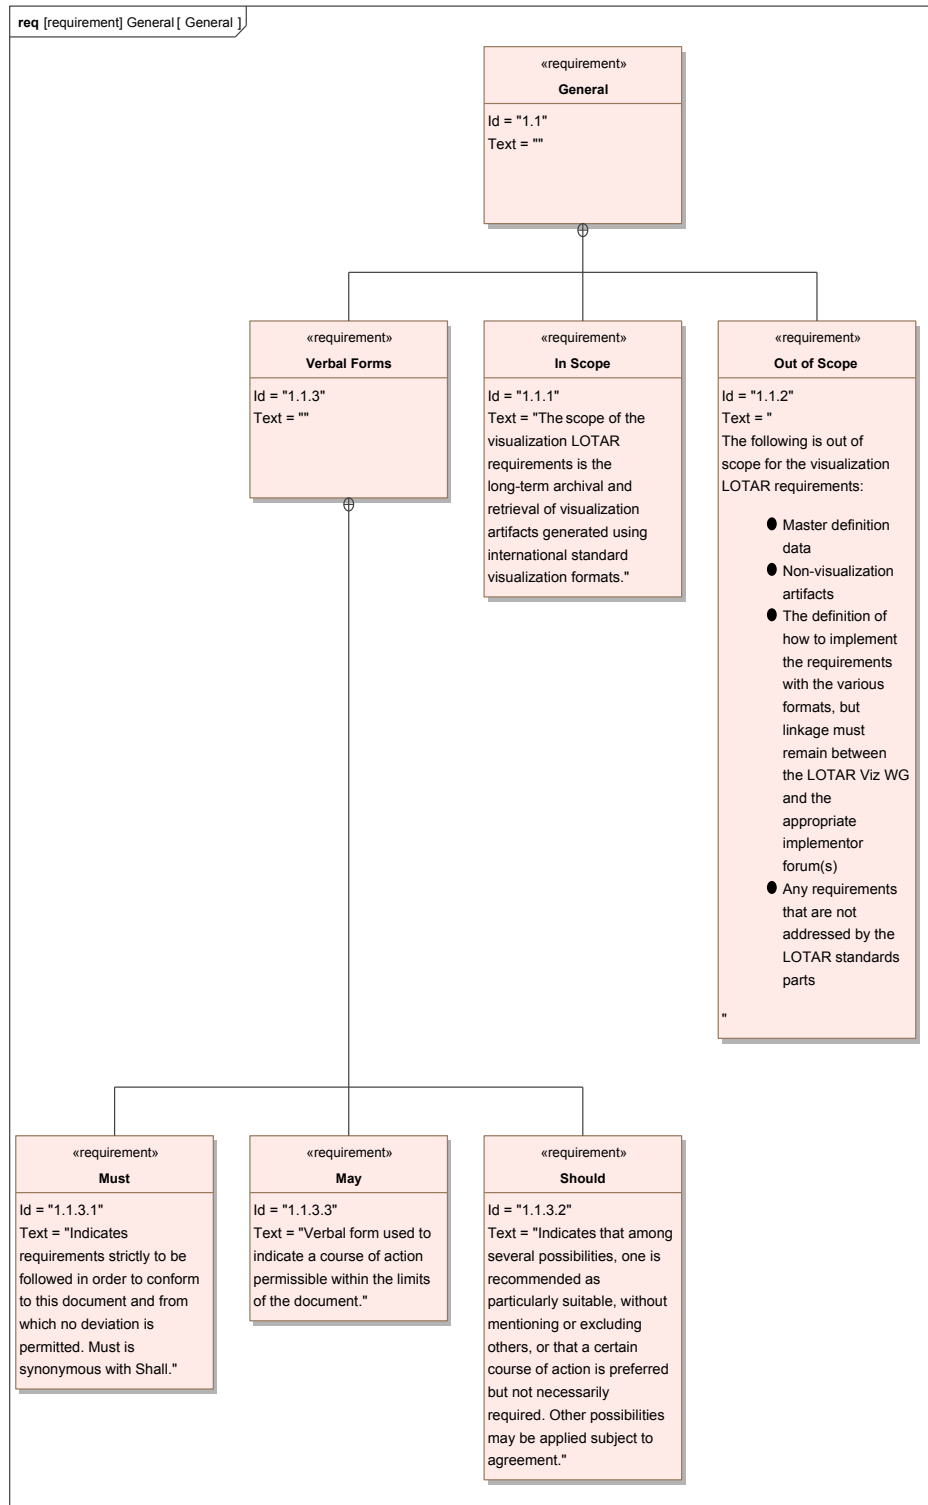 req [requirement] General [ General ]
«requirement»
General
Id = "1.1"
Text = ""
«requirement»
Verbal Forms
Id = "1.1.3"
Text = ""
«requirement»
In Scope
Id = "1.1.1"
Text = "The scope of the
visualization LOTAR
requirements is the
long-term archival and
retrieval of visualization
artifacts generated using
international standard
visualization formats."
«requirement»
Out of Scope
Id = "1.1.2"
Text = "
The following is out of
scope for the visualization
LOTAR requirements:
● Master definition
data
● Non-visualization
artifacts
● The definition of
how to implement
the requirements
with the various
formats, but
linkage must
remain between
the LOTAR Viz WG
and the
appropriate
implementor
forum(s)
● Any requirements
that are not
addressed by the
LOTAR standards
parts
"
«requirement»
Must
Id = "1.1.3.1"
Text = "Indicates
requirements strictly to be
followed in order to conform
to this document and from
which no deviation is
permitted. Must is
synonymous with Shall."
«requirement»
May
Id = "1.1.3.3"
Text = "Verbal form used to
indicate a course of action
permissible within the limits
of the document."
«requirement»
Should
Id = "1.1.3.2"
Text = "Indicates that among
several possibilities, one is
recommended as
particularly suitable, without
mentioning or excluding
others, or that a certain
course of action is preferred
but not necessarily
required. Other possibilities
may be applied subject to
agreement."